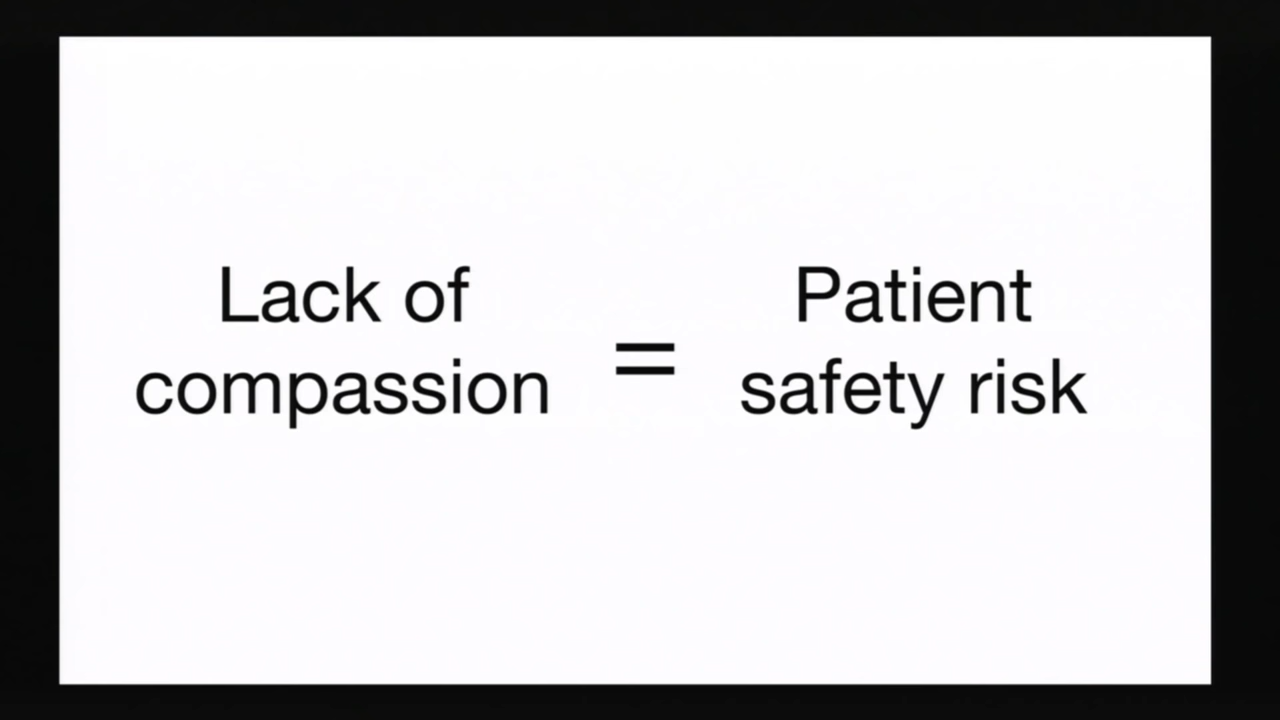 Lack of
compassion
=
Patient
safety risk